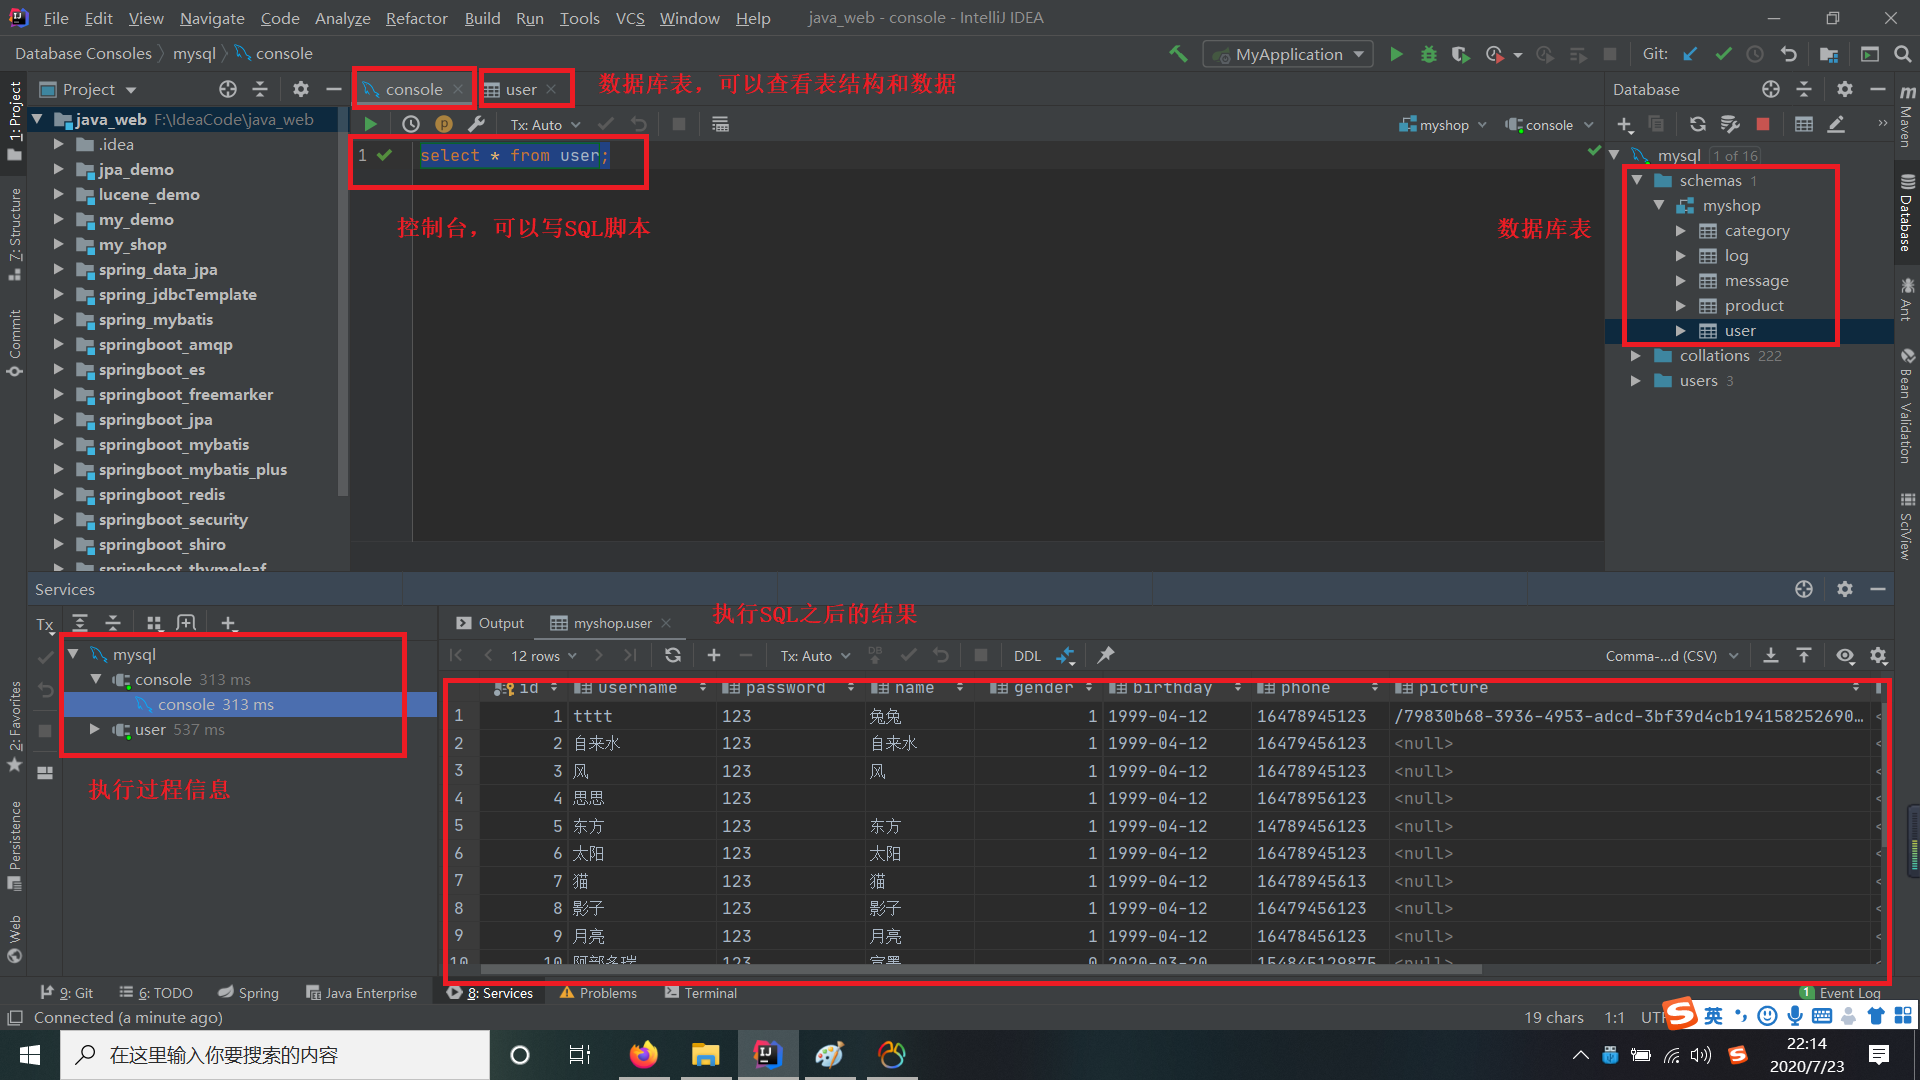 File Edit View Navigate Code Analyze Refactor Build Run Tools VCS Window Help java_web - console - IntelliJ IDEA
Database Consoles mysql console MyApplication Git:
1: Project
7: Structure
Commit
2: Favorites
Persistence
Web
Project
java_web F:\IdeaCode\java_web
.idea
jpa_demo
lucene_demo
my_demo
my_shop
spring_data_jpa
spring_jdbcTemplate
spring_mybatis
springboot_amqp
springboot_es
springboot_freemarker
springboot_jpa
springboot_mybatis
springboot_mybatis_plus
springboot_redis
springboot_security
springboot_shiro
springboot_thymeleaf
console user 数据库表，可以查看表结构和数据
Tx: Auto myshop console
1 select * from user;
控制台，可以写SQL脚本
数据库表
Database
mysql 1 of 16
schemas 1
myshop
category
log
message
product
user
collations 222
users 3
m Maven
Database
Ant
Bean Validation
SciView
Services
Tx
mysql
console 313 ms
console 313 ms
user 537 ms
执行过程信息
Output myshop.user 执行SQL之后的结果
12 rows Tx: Auto DB DDL Comma-...d (CSV)
id username password name gender birthday phone picture
1 1 tttt 123 兔兔 1 1999-04-12 16478945123 /79830b68-3936-4953-adcd-3bf39d4cb194158252690… <
2 2 自来水 123 自来水 1 1999-04-12 16479456123 <null> <
3 3 风 123 风 1 1999-04-12 16478945123 <null> <
4 4 思思 123 1 1999-04-12 16478956123 <null> <
5 5 东方 123 东方 1 1999-04-12 14789456123 <null> <
6 6 太阳 123 太阳 1 1999-04-12 16478945123 <null> <
7 7 猫 123 猫 1 1999-04-12 16478945613 <null> <
8 8 影子 123 影子 1 1999-04-12 16479456123 <null> <
9 9 月亮 123 月亮 1 1999-04-12 16478456123 <null> <
10 10 阿部多瑞 123 0 2020-03-20 154845129875 <null>
9: Git 6: TODO Spring Java Enterprise 8: Services Problems Terminal 1 Event Log
Connected (a minute ago) 19 chars 1:1 UTF
S 英
在这里输入你要搜索的内容
22:14
2020/7/23